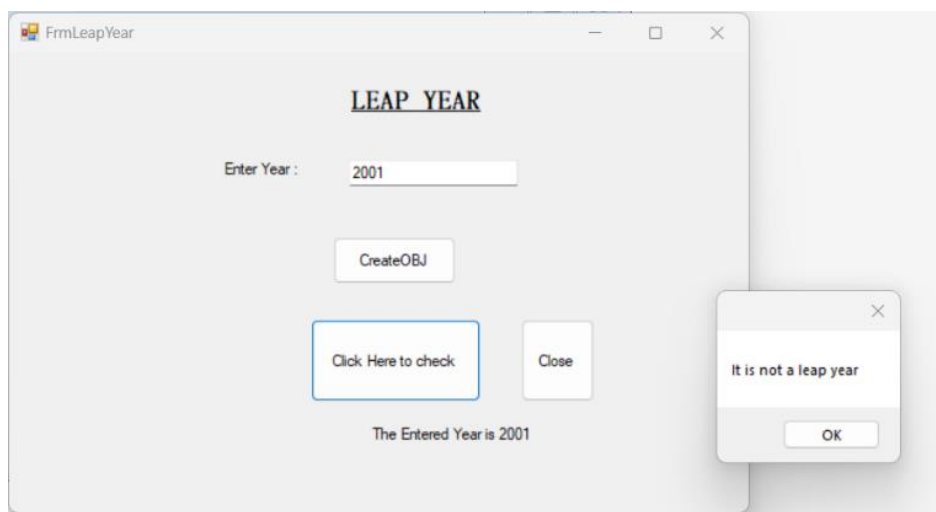 FrmLeapYear
LEAP YEAR
Enter Year :
2001
CreateOBJ
Click Here to check
Close
The Entered Year is 2001
It is not a leap year
OK